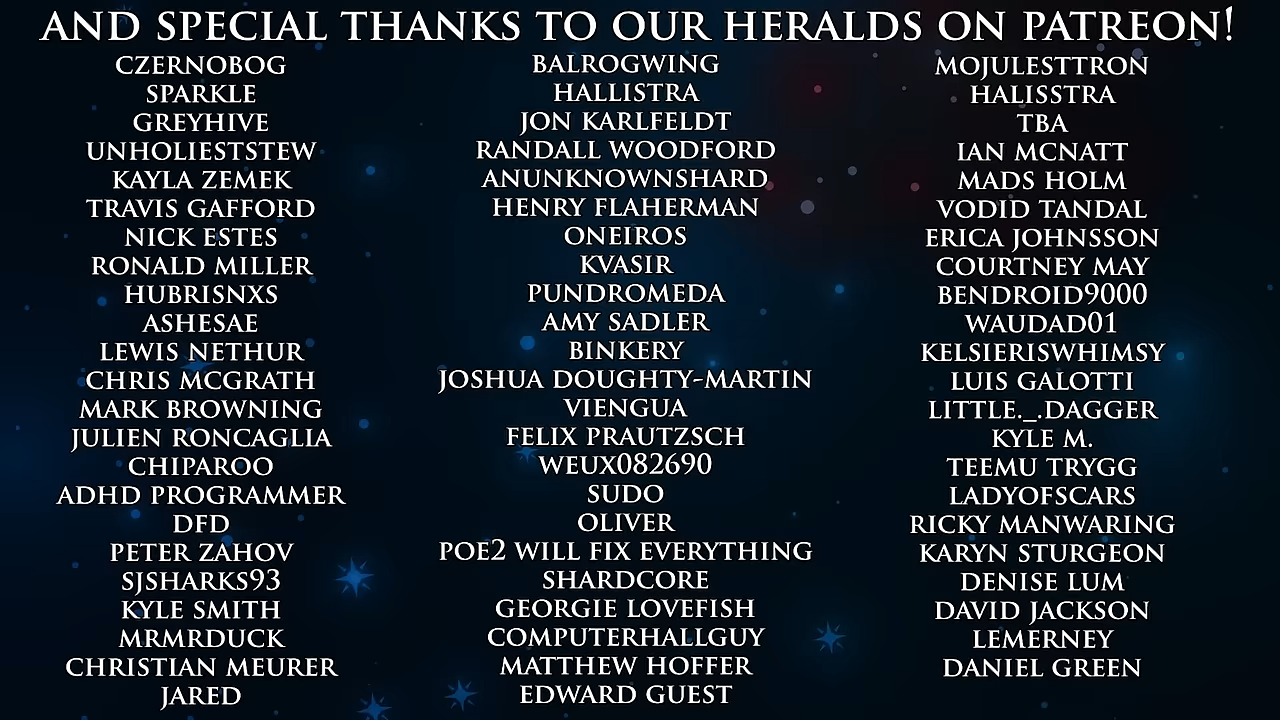 AND SPECIAL THANKS TO OUR HERALDS ON PATREON!
CZERNOBOG
SPARKLE
GREYHIVE
UNHOLIESTSTEW
KAYLA ZEMEK
TRAVIS GAFFORD
NICK ESTES
RONALD MILLER
HUBRISNXS
ASHESAE
LEWIS NETHUR
CHRIS MCGRATH
MARK BROWNING
JULIEN RONCAGLIA
CHIPAROO
ADHD PROGRAMMER
DFD
PETER ZAHOV
SJSHARKS93
KYLE SMITH
MRMRDUCK
CHRISTIAN MEURER
JARED
BALROGWING
HALLISTRA
JON KARLFELDT
RANDALL WOODFORD
ANUNKNOWNSHARD
HENRY FLAHERMAN
ONEIROS
KVASIR
PUNDROMEDA
AMY SADLER
BINKERY
JOSHUA DOUGHTY-MARTIN
VIENGUA
FELIX PRAUTZSCH
WEUX082690
SUDO
OLIVER
POE2 WILL FIX EVERYTHING
SHARDCORE
GEORGIE LOVEFISH
COMPUTERHALLGUY
MATTHEW HOFFER
EDWARD GUEST
MOJULESTTRON
HALISSTRA
TBA
IAN MCNATT
MADS HOLM
VODID TANDAL
ERICA JOHNSSON
COURTNEY MAY
BENDROID9000
WAUDAD01
KELSIERISWHIMSY
LUIS GALOTTI
LITTLE._.DAGGER
KYLE M.
TEEMU TRYGG
LADYOFSCARS
RICKY MANWARING
KARYN STURGEON
DENISE LUM
DAVID JACKSON
LEMERNEY
DANIEL GREEN